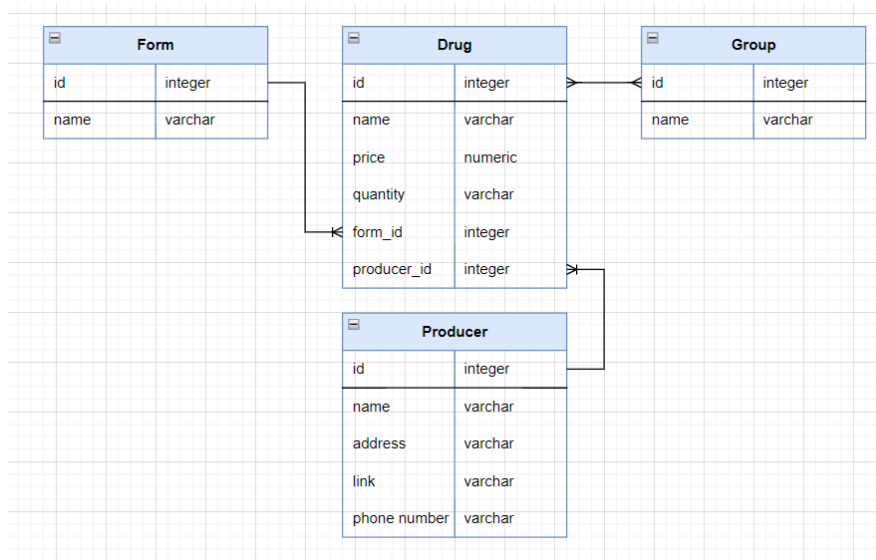 Form
id integer
name varchar
Drug
id integer
name varchar
price numeric
quantity varchar
form_id integer
producer_id integer
Group
id integer
name varchar
Producer
id integer
name varchar
address varchar
link varchar
phone number varchar